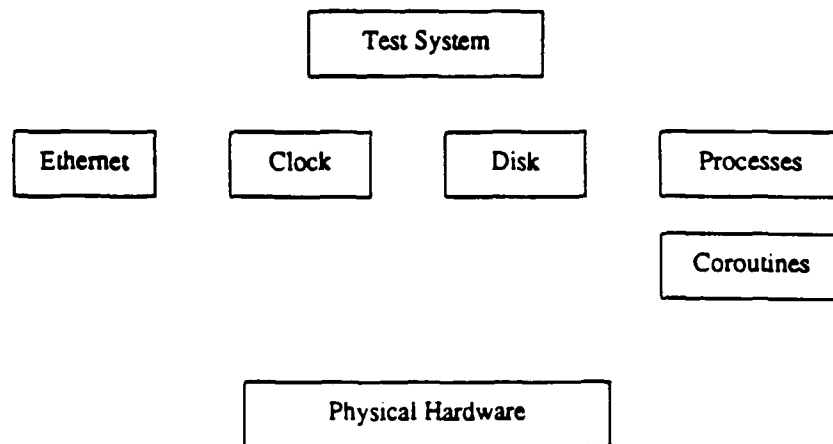 Test System
Ethernet Clock Disk Processes
Coroutines
Physical Hardware